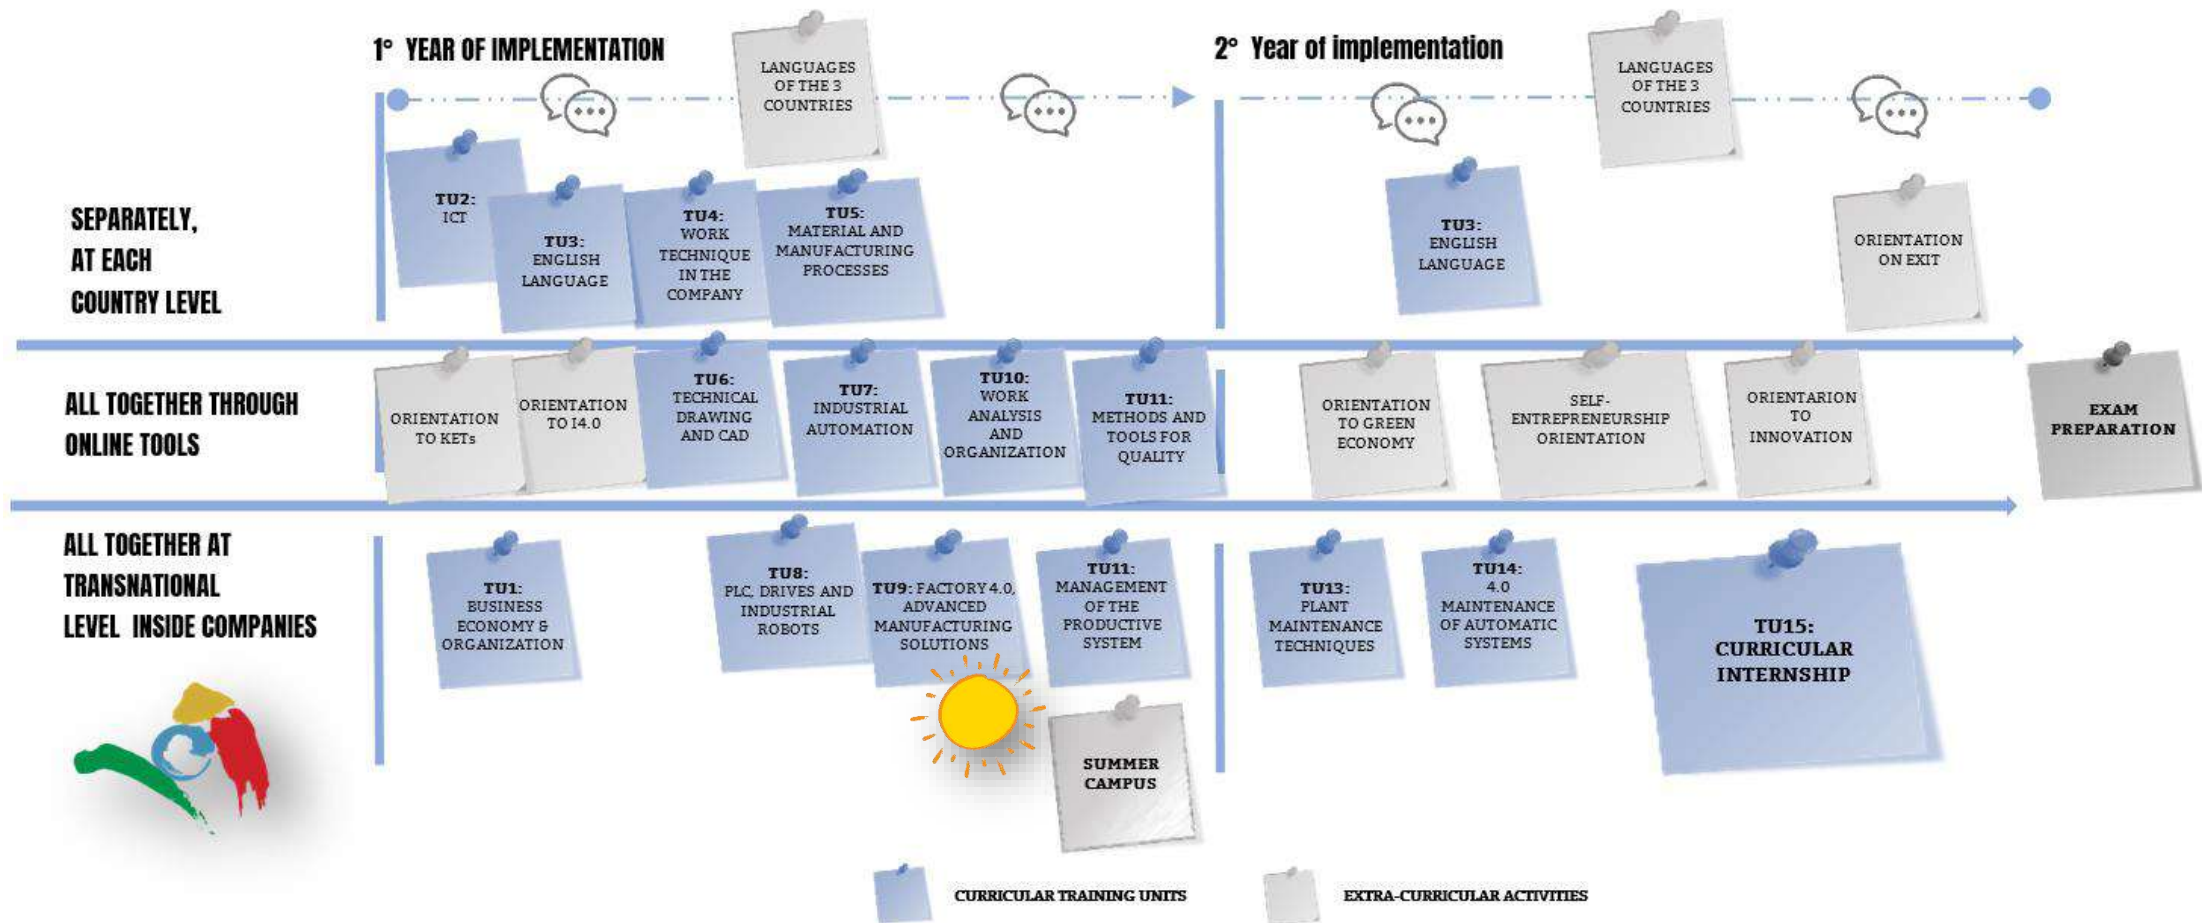 1° YEAR OF IMPLEMENTATION
2° Year of implementation
LANGUAGES
OF THE 3
COUNTRIES
LANGUAGES
OF THE 3
COUNTRIES
SEPARATELY,
AT EACH
COUNTRY LEVEL
TU2:
ICT
TU3:
ENGLISH
LANGUAGE
TU4:
WORK
TECHNIQUE
IN THE
COMPANY
TU5:
MATERIAL AND
MANUFACTURING
PROCESSES
TU3:
ENGLISH
LANGUAGE
ORIENTATION
ON EXIT
ALL TOGETHER THROUGH
ONLINE TOOLS
ORIENTATION
TO KETs
ORIENTATION
TO I4.0
TU6:
TECHNICAL
DRAWING
AND CAD
TU7:
INDUSTRIAL
AUTOMATION
TU10:
WORK
ANALYSIS
AND
ORGANIZATION
TU11:
METHODS AND
TOOLS FOR
QUALITY
ORIENTATION
TO GREEN
ECONOMY
SELF-
ENTREPRENEURSHIP
ORIENTATION
ORIENTARION
TO
INNOVATION
EXAM
PREPARATION
ALL TOGETHER AT
TRANSNATIONAL
LEVEL INSIDE COMPANIES
TU1:
BUSINESS
ECONOMY &
ORGANIZATION
TU8:
PLC, DRIVES AND
INDUSTRIAL
ROBOTS
TU9: FACTORY 4.0,
ADVANCED
MANUFACTURING
SOLUTIONS
TU11:
MANAGEMENT
OF THE
PRODUCTIVE
SYSTEM
TU13:
PLANT
MAINTENANCE
TECHNIQUES
TU14:
4.0
MAINTENANCE
OF AUTOMATIC
SYSTEMS
TU15:
CURRICULAR
INTERNSHIP
SUMMER
CAMPUS
CURRICULAR TRAINING UNITS
EXTRA-CURRICULAR ACTIVITIES